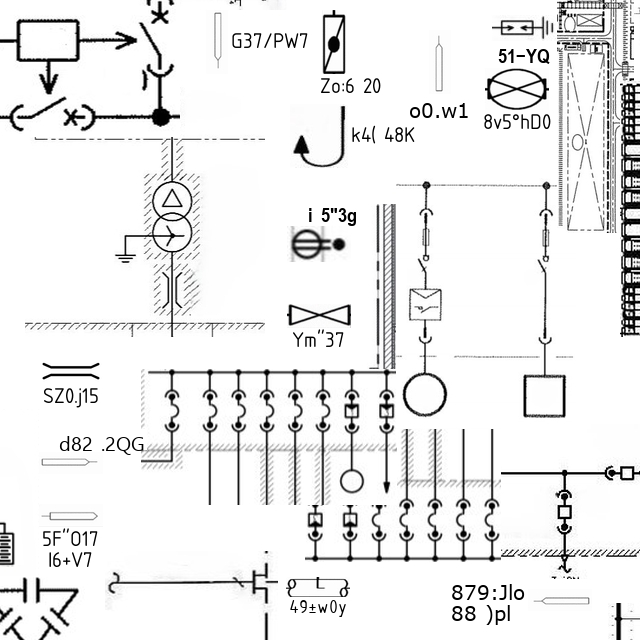 G37/PW7
51-YQ
Zo:6 20
o0.w1
8v5°hD0
k4( 48K
i 5"3g
Ym"37
SZ0.j15
d82 .2QG
5F"017
I6+V7
L
49±w0y
879:Jlo
88 )pl